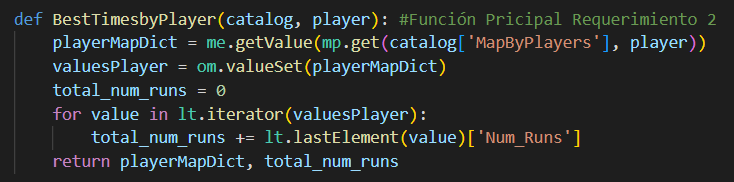 def BestTimesbyPlayer(catalog, player): #Función Pricipal Requerimiento 2
    playerMapDict = me.getValue(mp.get(catalog['MapByPlayers'], player))
    valuesPlayer = om.valueSet(playerMapDict)
    total_num_runs = 0
    for value in lt.iterator(valuesPlayer):
        total_num_runs += lt.lastElement(value)['Num_Runs']
    return playerMapDict, total_num_runs